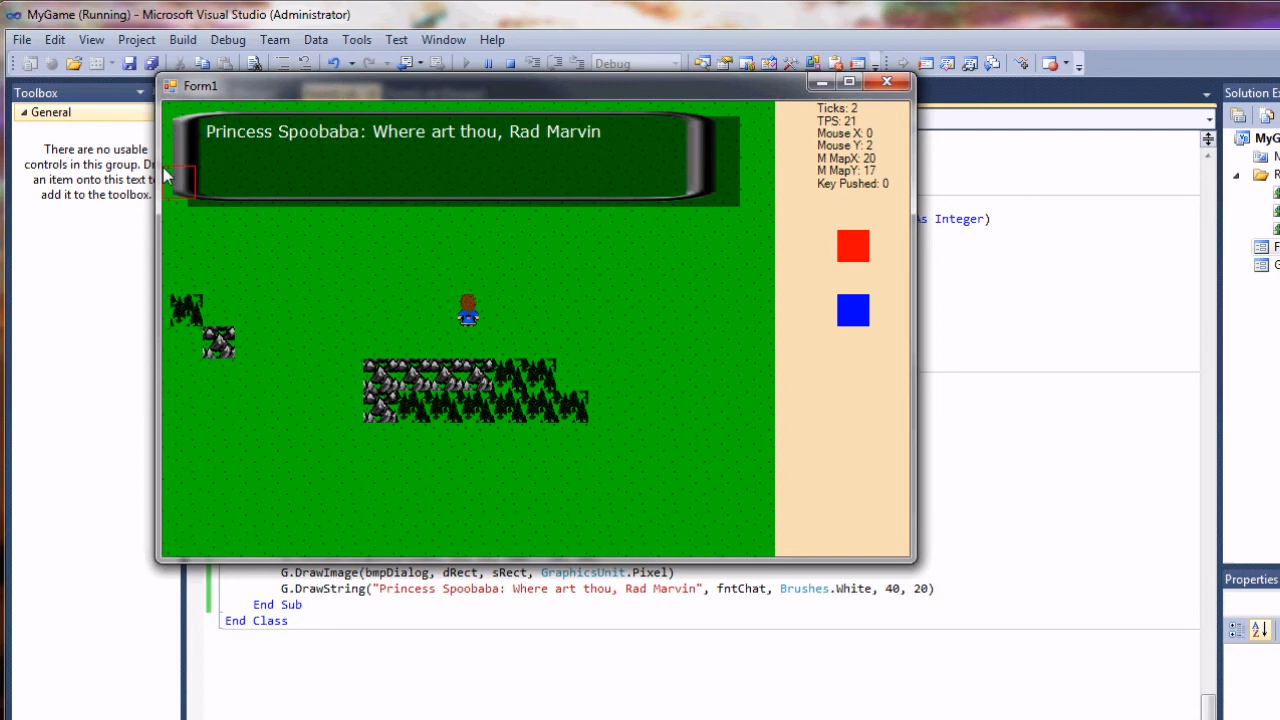 MyGame (Running) - Microsoft Visual Studio (Administrator)
File Edit View Project Build Debug Team Data Tools Test Window Help
Debug
Toolbox
General
There are no usable
controls in this group. Dr
an item onto this text to
add it to the toolbox.
Form1
Princess Spoobaba: Where art thou, Rad Marvin
Ticks: 2
TPS: 21
Mouse X: 0
Mouse Y: 2
M MapX: 20
M MapY: 17
Key Pushed: 0
As Integer)
G.DrawImage(bmpDialog, dRect, sRect, GraphicsUnit.Pixel)
G.DrawString("Princess Spoobaba: Where art thou, Rad Marvin", fntChat, Brushes.White, 40, 20)
End Sub
End Class
Solution Ex
MyG
Properties